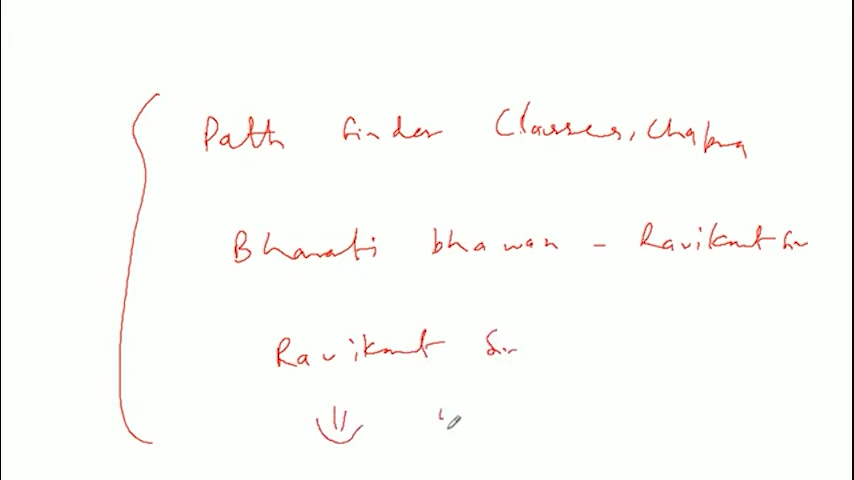 Path finder Classes, Chapra
Bharati bhawan - Ravikant Sir
Ravikant Sir